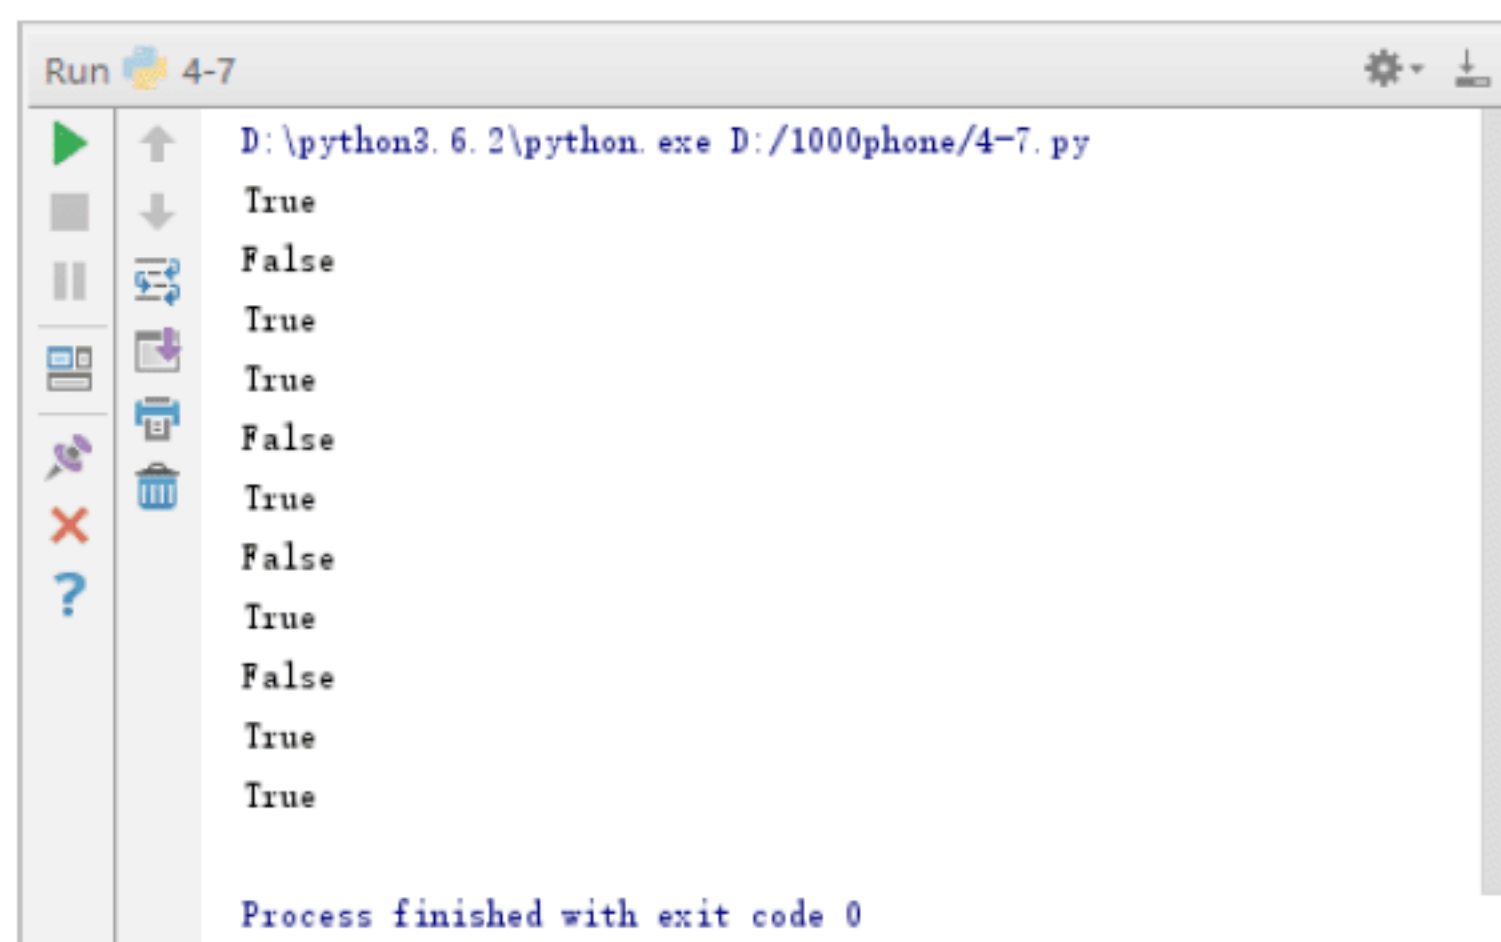 Run 4-7
D:\python3.6.2\python.exe D:/1000phone/4-7.py
True
False
True
True
False
True
False
True
False
True
True
Process finished with exit code 0